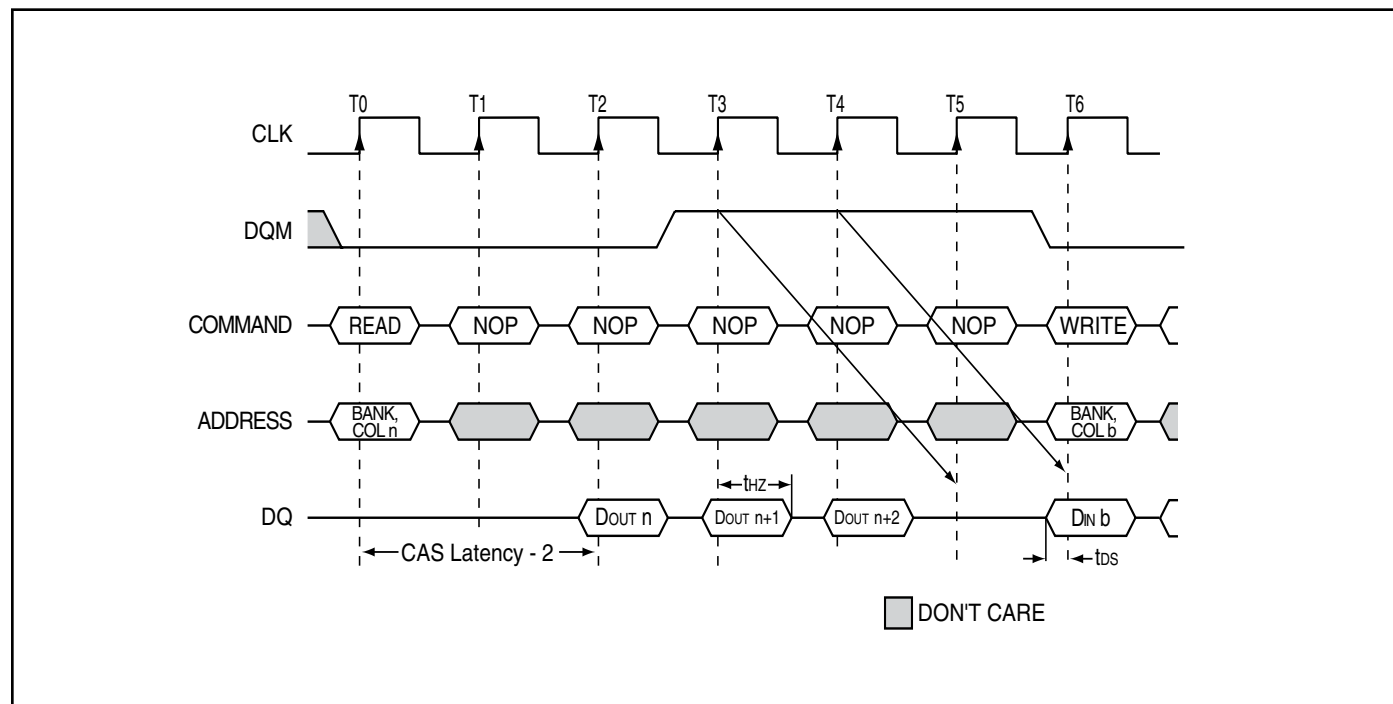 T0 T1 T2 T3 T4 T5 T6
CLK
DQM
COMMAND READ NOP NOP NOP NOP NOP WRITE
ADDRESS BANK, COL n BANK, COL b
tHZ
DQ DOUT n DOUT n+1 DOUT n+2 DIN b
CAS Latency - 2 tDS
DON'T CARE